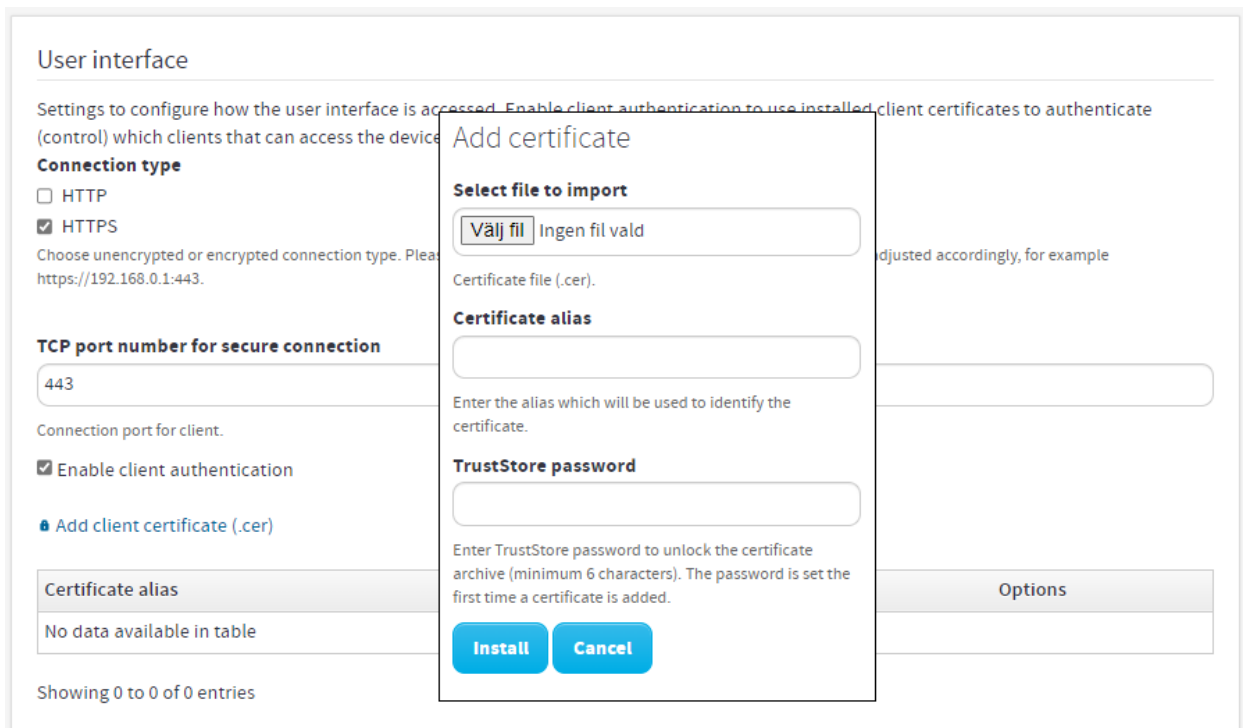 User interface
Settings to configure how the user interface is accessed. Enable client authentication to use installed client certificates to authenticate
(control) which clients that can access the device
Connection type
HTTP
HTTPS
Choose unencrypted or encrypted connection type. Pleas
djusted accordingly, for example
https://192.168.0.1:443.
TCP port number for secure connection
443
Connection port for client.
Enable client authentication
Add client certificate (.cer)
Certificate alias
Options
No data available in table
Showing 0 to 0 of 0 entries
Add certificate
Select file to import
Välj fil Ingen fil vald
Certificate file (.cer).
Certificate alias
Enter the alias which will be used to identify the
certificate.
TrustStore password
Enter TrustStore password to unlock the certificate
archive (minimum 6 characters). The password is set the
first time a certificate is added.
Install Cancel